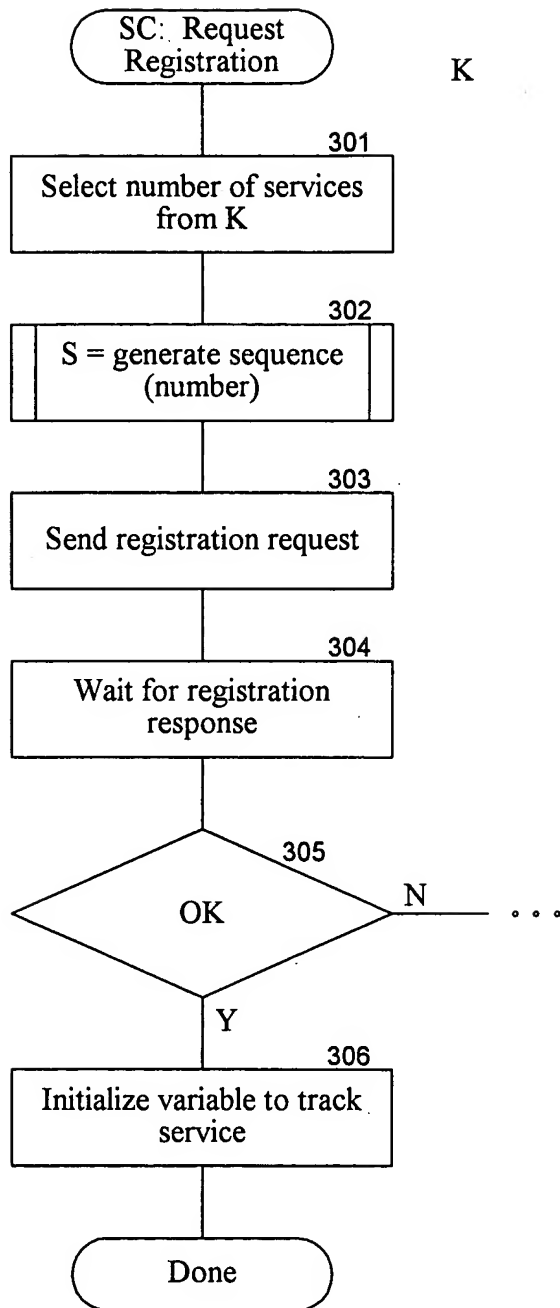 SC: Request
Registration
K
301
Select number of services
from K
302
S = generate sequence
(number)
303
Send registration request
304
Wait for registration
response
305
OK
N
Y
306
Initialize variable to track
service
Done